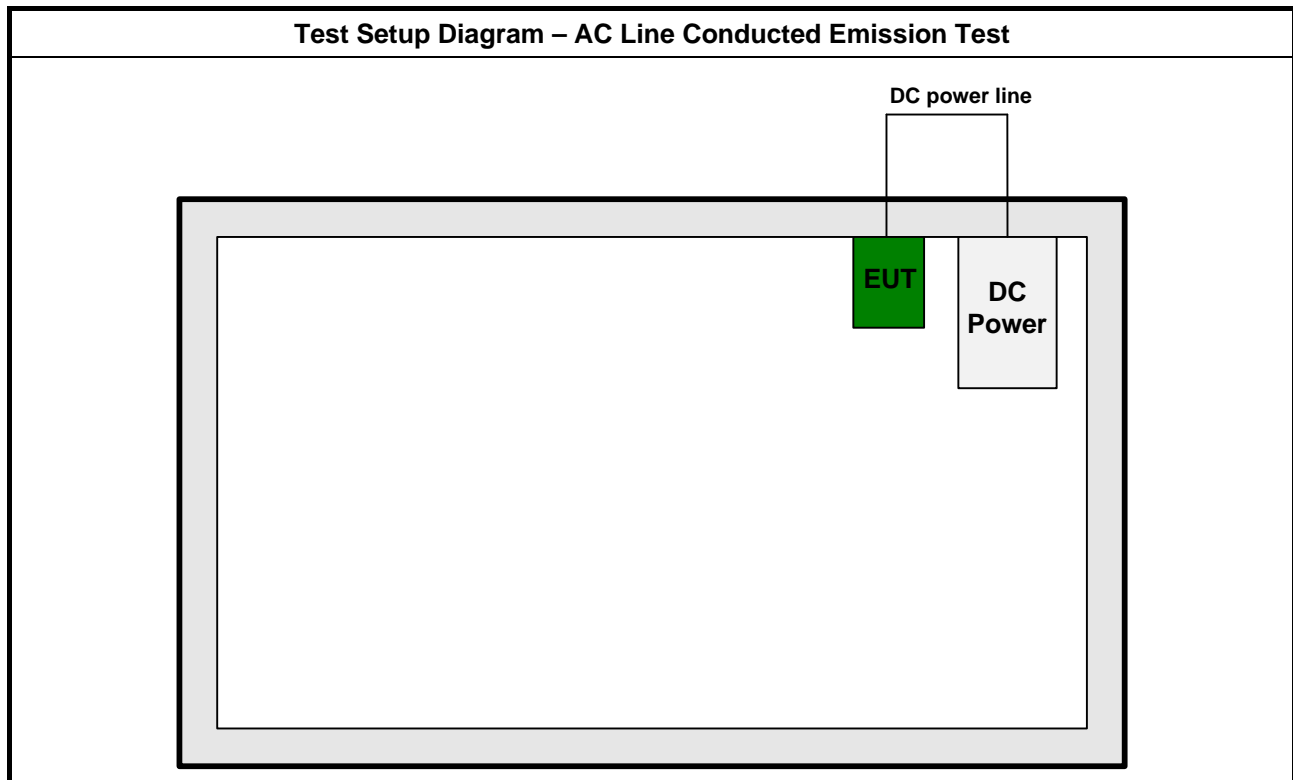 Test Setup Diagram – AC Line Conducted Emission Test
DC power line
EUT
DC
Power